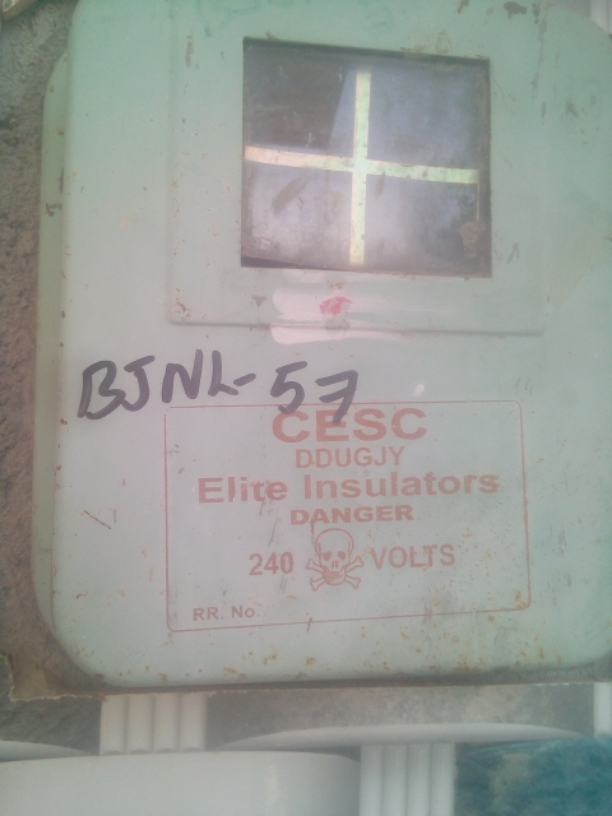 BJNL-57
CESC
DDUGJY
Elite Insulators
DANGER
240 VOLTS
RR. No.